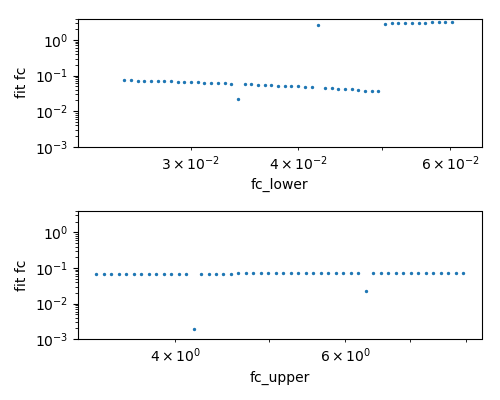 10⁰
10⁻¹
10⁻²
10⁻³
fit fc
3 × 10⁻² 4 × 10⁻² 6 × 10⁻²
fc_lower
10⁰
10⁻¹
10⁻²
10⁻³
fit fc
4 × 10⁰ 6 × 10⁰
fc_upper